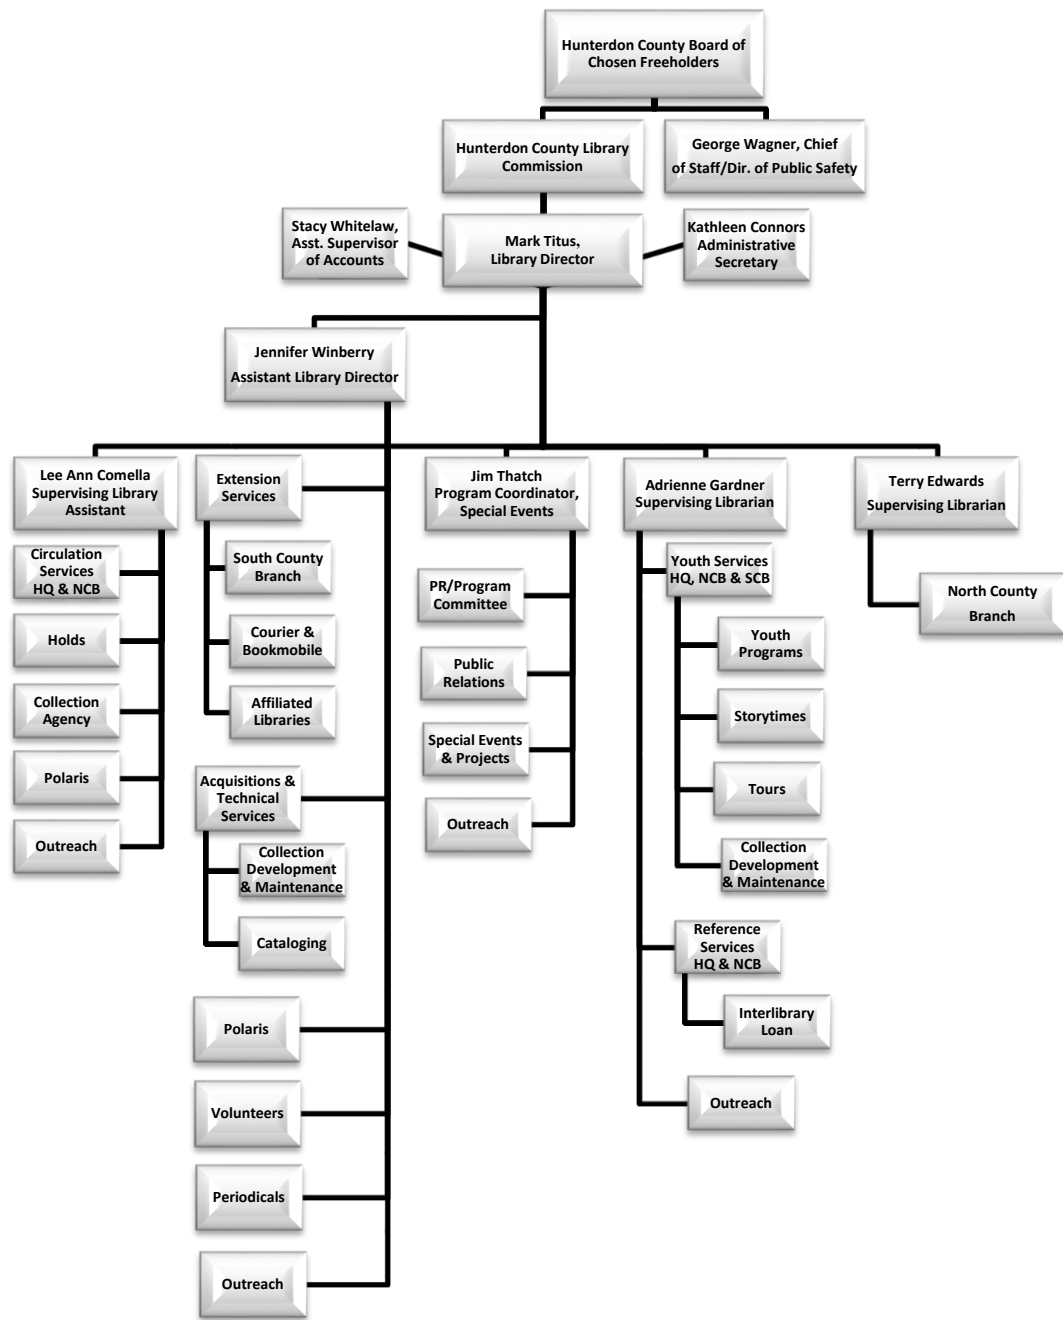 Hunterdon County Board of
Chosen Freeholders
Hunterdon County Library
Commission
George Wagner, Chief
of Staff/Dir. of Public Safety
Stacy Whitelaw,
Asst. Supervisor
of Accounts
Mark Titus,
Library Director
Kathleen Connors
Administrative
Secretary
Jennifer Winberry
Assistant Library Director
Lee Ann Comella
Supervising Library
Assistant
Circulation
Services
HQ & NCB
Holds
Collection
Agency
Polaris
Outreach
Extension
Services
South County
Branch
Courier &
Bookmobile
Affiliated
Libraries
Acquisitions &
Technical
Services
Collection
Development
& Maintenance
Cataloging
Polaris
Volunteers
Periodicals
Outreach
Jim Thatch
Program Coordinator,
Special Events
PR/Program
Committee
Public
Relations
Special Events
& Projects
Outreach
Adrienne Gardner
Supervising Librarian
Youth Services
HQ, NCB & SCB
Youth
Programs
Storytimes
Tours
Collection
Development
& Maintenance
Reference
Services
HQ & NCB
Interlibrary
Loan
Outreach
Terry Edwards
Supervising Librarian
North County
Branch